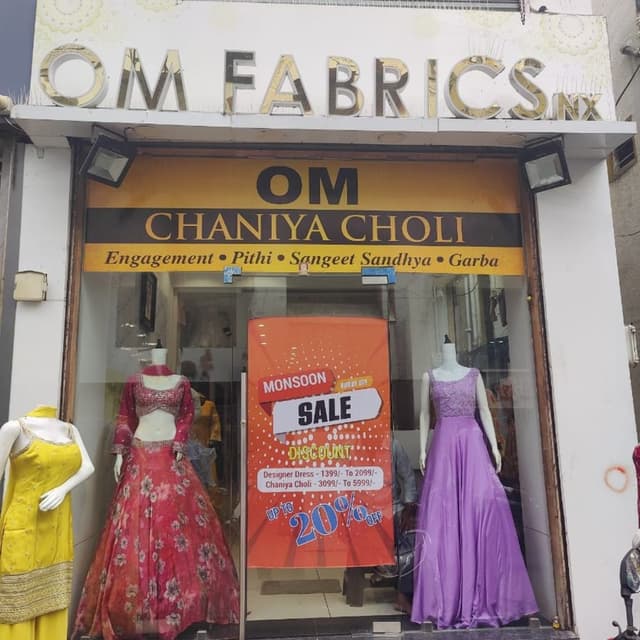 OM FABRICS NX
OM
CHANIYA CHOLI
Engagement • Pithi • Sangeet Sandhya • Garba
MONSOON
SALE
DISCOUNT
Designer Dress - 1399/- To 2099/-
Chaniya Choli - 3099/- To 5999/-
UP TO
20% OFF